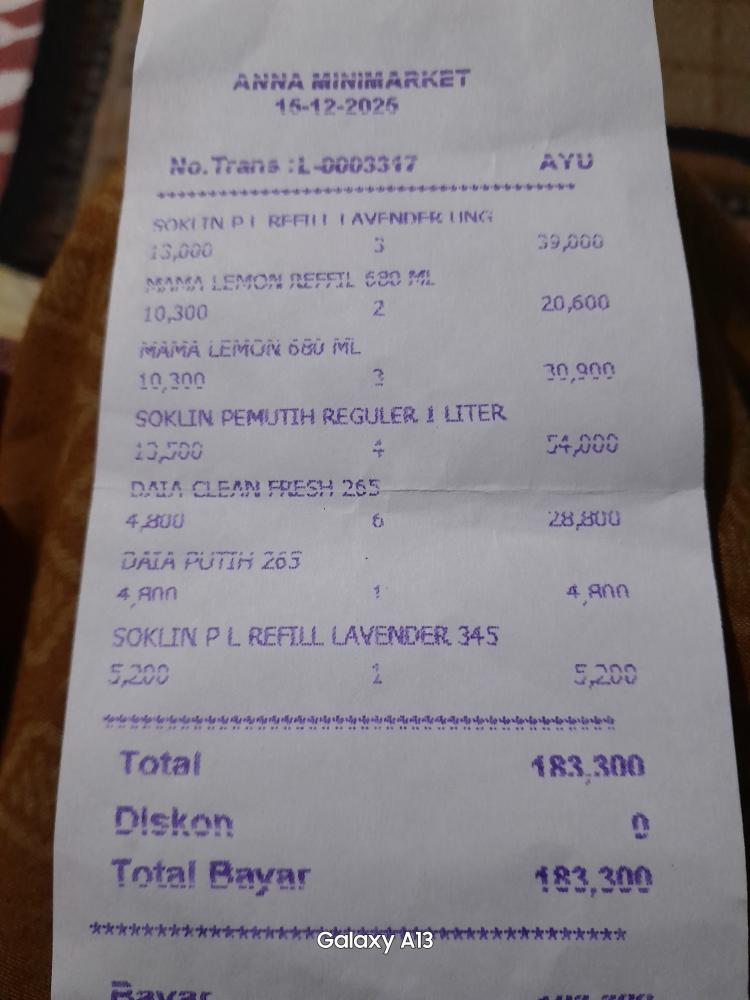 ANNA MINIMARKET
15-12-2025
No.Trans :L-0003317 AYU
****************************************
SOKLIN P L REFILL LAVENDER UNG
13,000 3 39,000
MAMA LEMON REFFIL 680 ML
10,300 2 20,600
MAMA LEMON 680 ML
10,300 3 30,900
SOKLIN PEMUTIH REGULER 1 LITER
13,500 4 54,000
DAIA CLEAN FRESH 265
4,800 6 28,800
DAIA PUTIH 265
4,800 1 4,800
SOKLIN P L REFILL LAVENDER 345
5,200 1 5,200
****************************************
Total 183,300
Diskon 0
Total Bayar 183,300
****************************************
Galaxy A13
Bayar